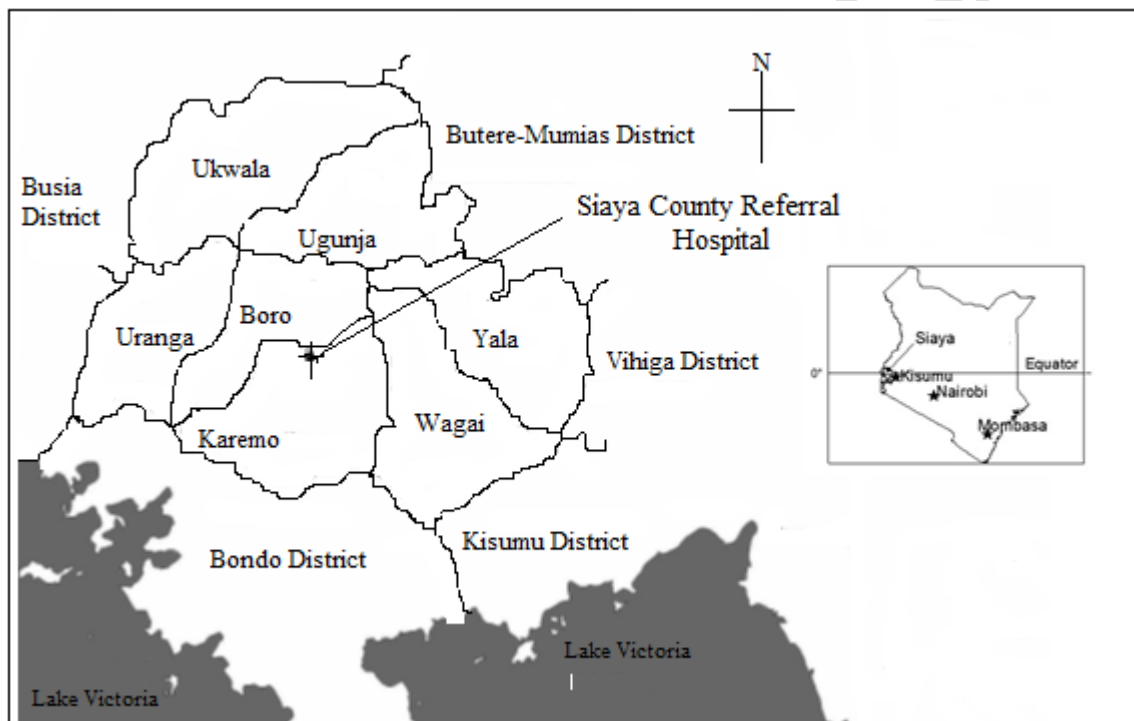 N
Butere-Mumias District
Ukwala
Busia
District
Siaya County Referral
Hospital
Ugunja
Boro
Uranga
Yala
Vihiga District
Wagai
Karemo
Kisumu District
Bondo District
Lake Victoria
Lake Victoria
Siaya
Equator
0°
Kisumu
Nairobi
Mombasa